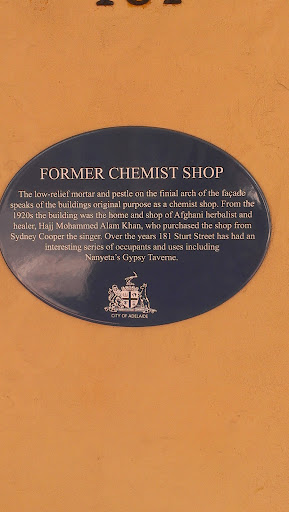 181
FORMER CHEMIST SHOP
The low-relief mortar and pestle on the finial arch of the façade
speaks of the buildings original purpose as a chemist shop. From the
1920s the building was the home and shop of Afghani herbalist and
healer, Hajj Mohammed Alam Khan, who purchased the shop from
Sydney Cooper the singer. Over the years 181 Sturt Street has had an
interesting series of occupants and uses including
Nanyeta's Gypsy Taverne.
CITY OF ADELAIDE